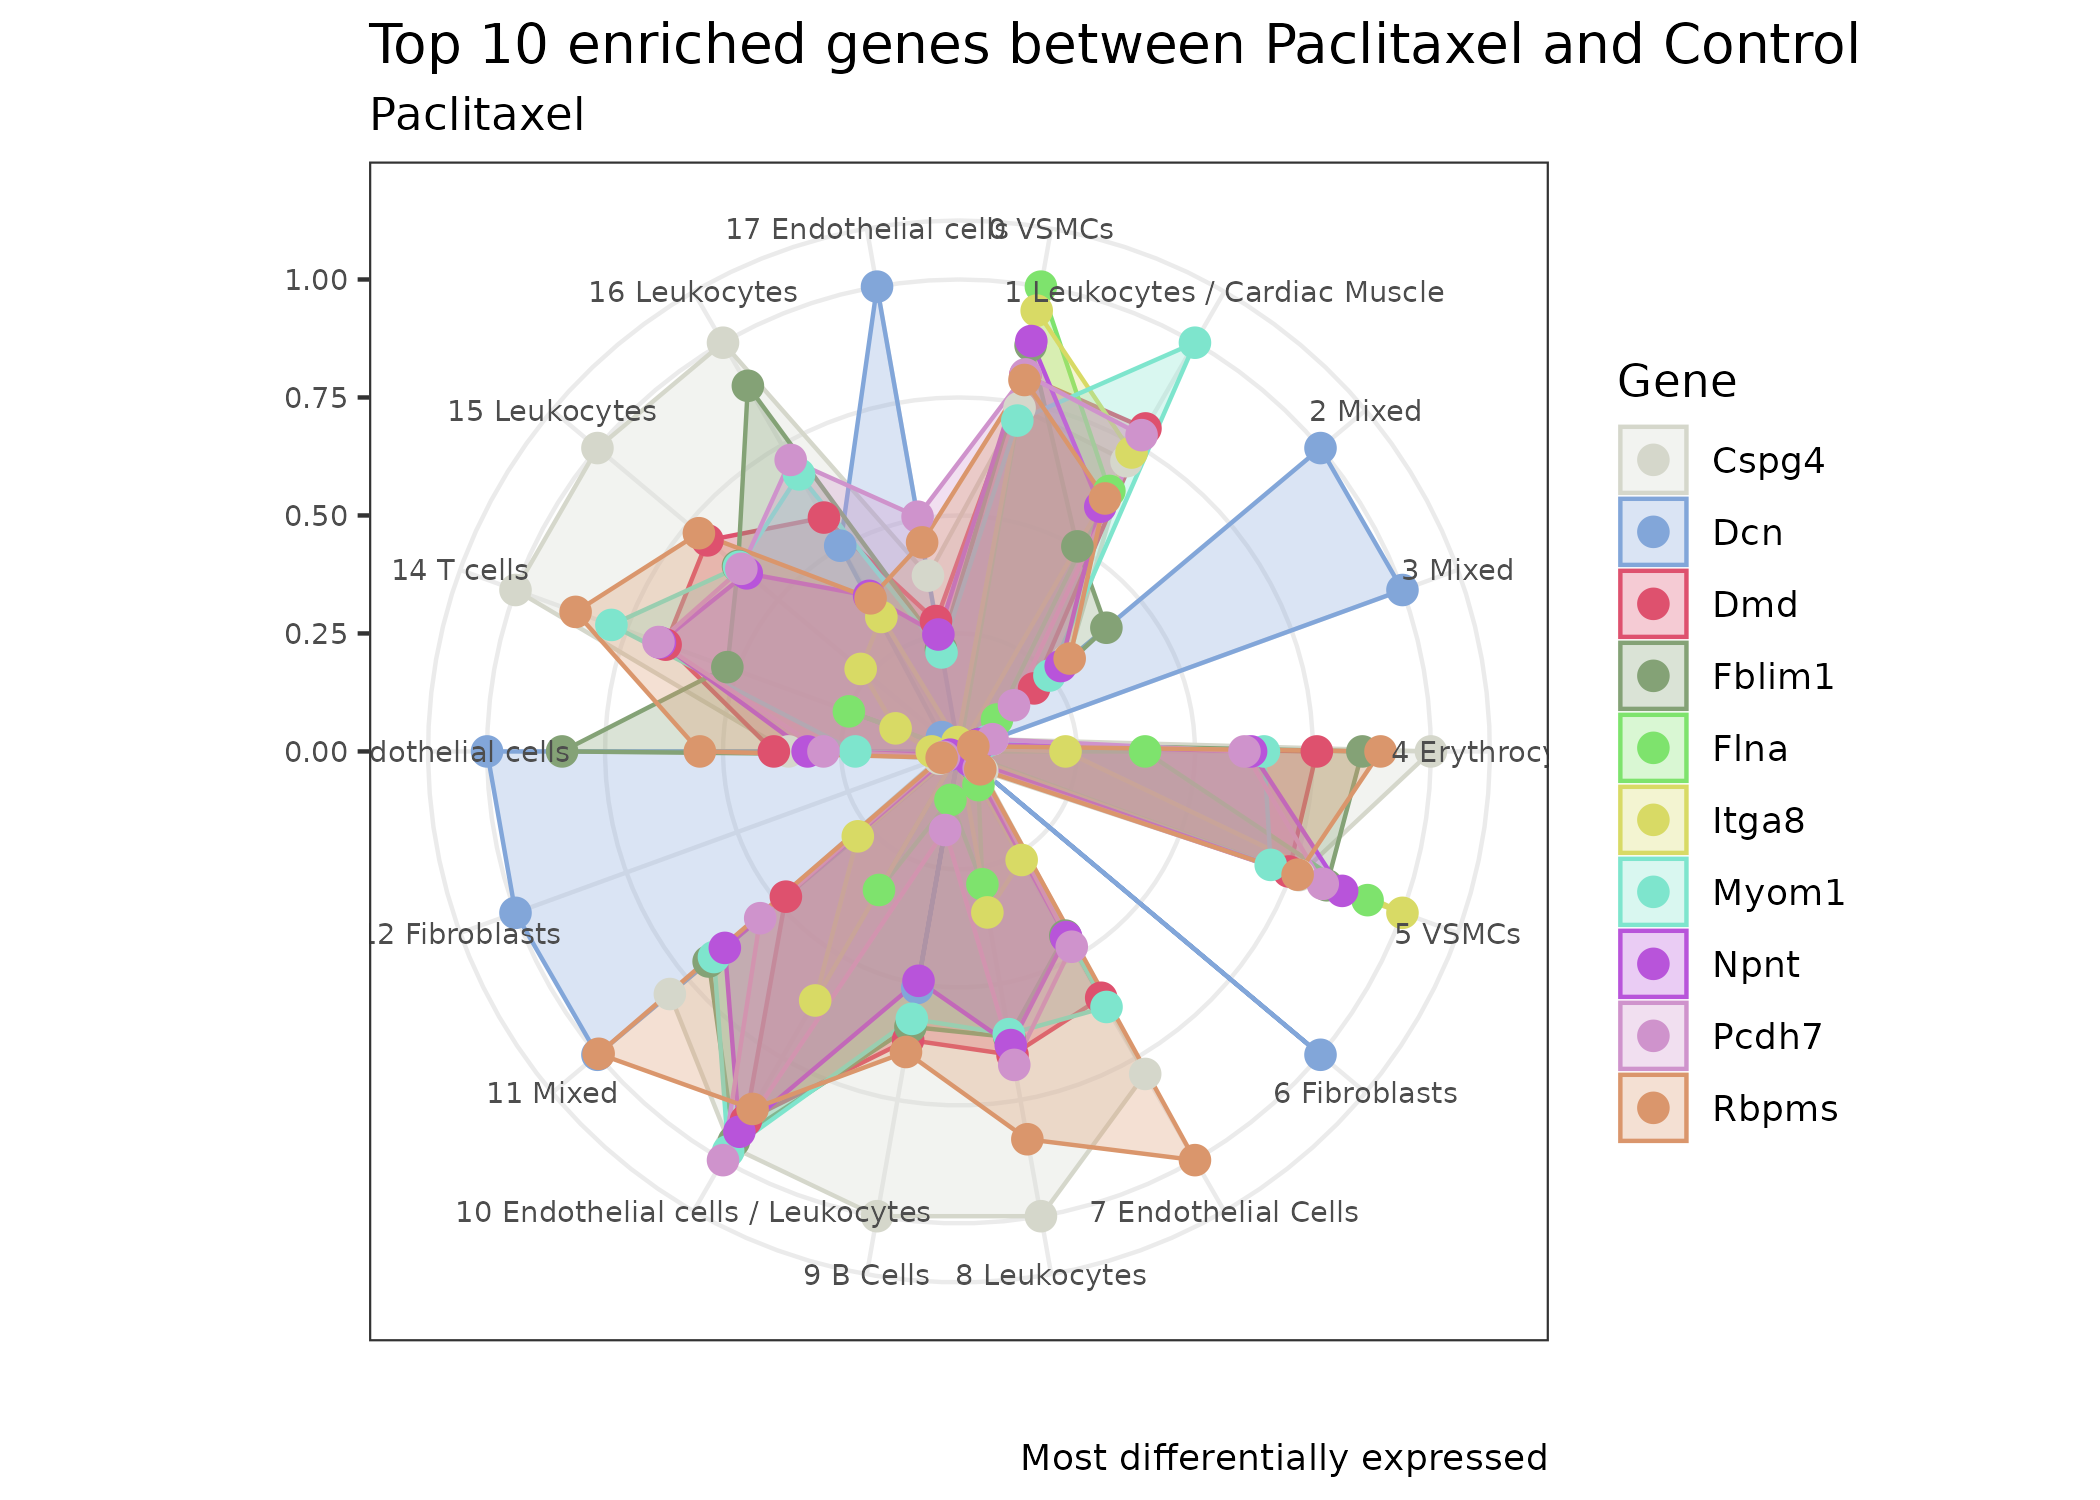 Top 10 enriched genes between Paclitaxel and Control
Paclitaxel
17 Endothelial cells
0 VSMCs
16 Leukocytes
1 Leukocytes / Cardiac Muscle
15 Leukocytes
2 Mixed
14 T cells
3 Mixed
dothelial cells
4 Erythrocy
12 Fibroblasts
5 VSMCs
11 Mixed
6 Fibroblasts
10 Endothelial cells / Leukocytes
7 Endothelial Cells
9 B Cells
8 Leukocytes
1.00
0.75
0.50
0.25
0.00
Gene
Cspg4
Dcn
Dmd
Fblim1
Flna
Itga8
Myom1
Npnt
Pcdh7
Rbpms
Most differentially expressed